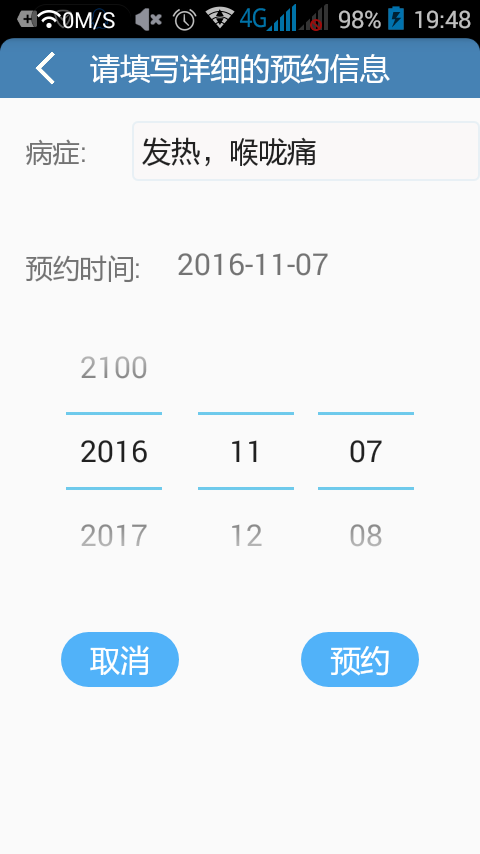 0M/S 4G 98% 19:48
请填写详细的预约信息
病症: 发热，喉咙痛
预约时间: 2016-11-07
2100
2016 11 07
2017 12 08
取消 预约